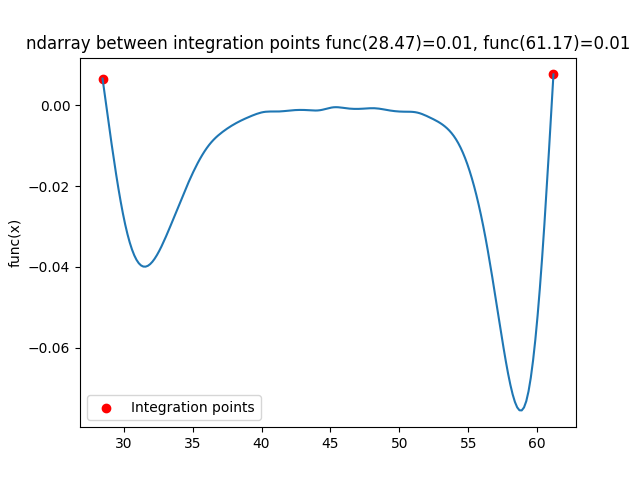 ndarray between integration points func(28.47)=0.01, func(61.17)=0.01
0.00
−0.02
−0.04
−0.06
func(x)
Integration points
30 35 40 45 50 55 60